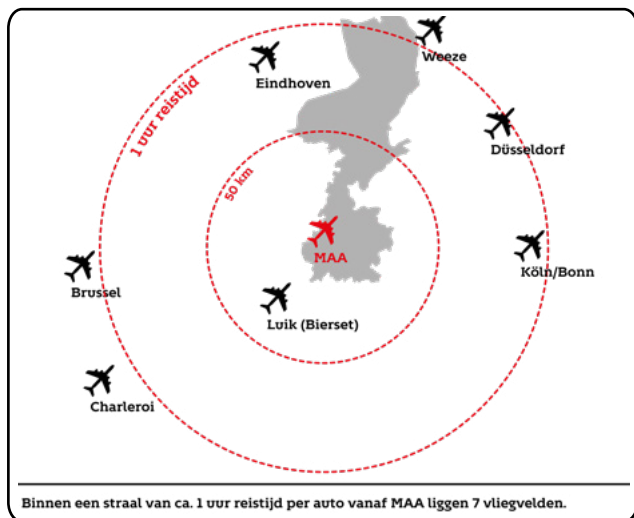 Weeze
Eindhoven
1 uur reistijd
Düsseldorf
50 km
MAA
Köln/Bonn
Brussel
Luik (Bierset)
Charleroi
Binnen een straal van ca. 1 uur reistijd per auto vanaf MAA liggen 7 vliegvelden.